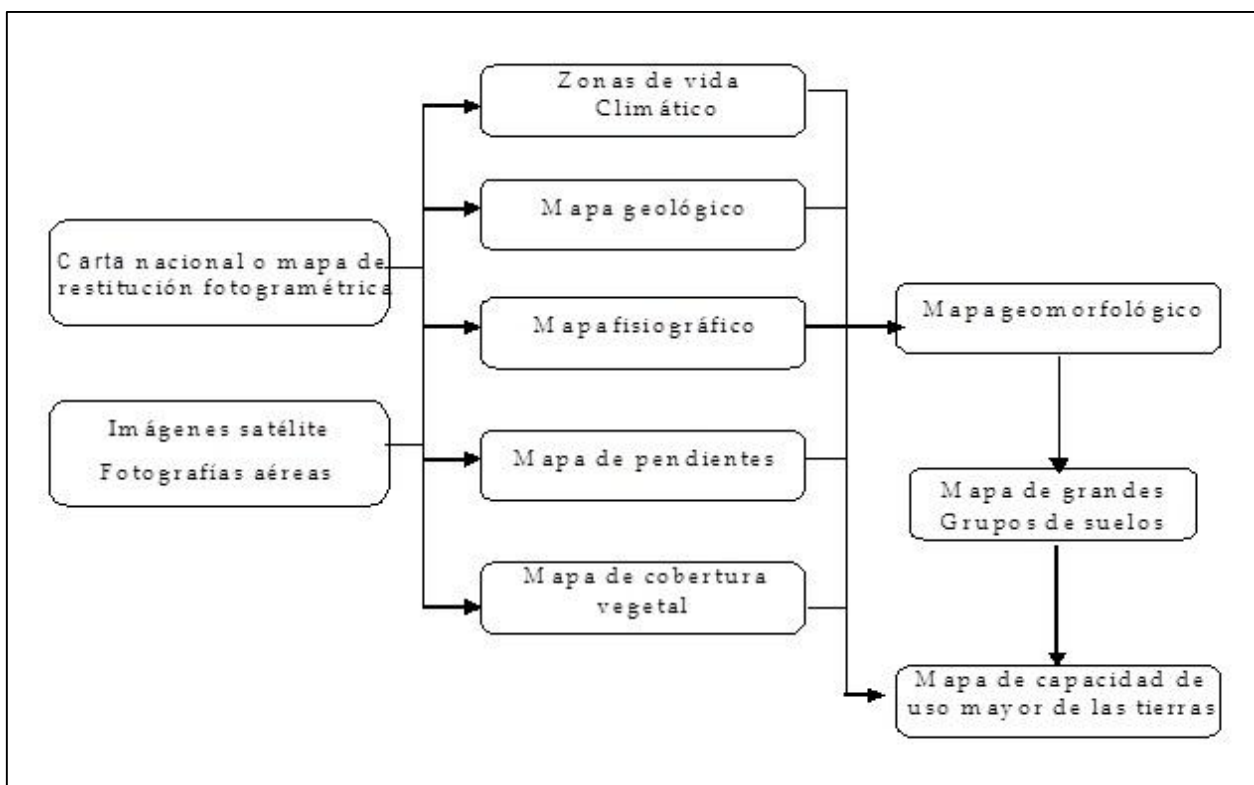 Zonas de vida
Climático
Mapa geológico
Carta nacional o mapa de
restitución fotogramétrica
Mapa fisiográfico
Mapa geomorfológico
Imágenes satélite
Fotografías aéreas
Mapa de pendientes
Mapa de grandes
Grupos de suelos
Mapa de cobertura
vegetal
Mapa de capacidad de
uso mayor de las tierras